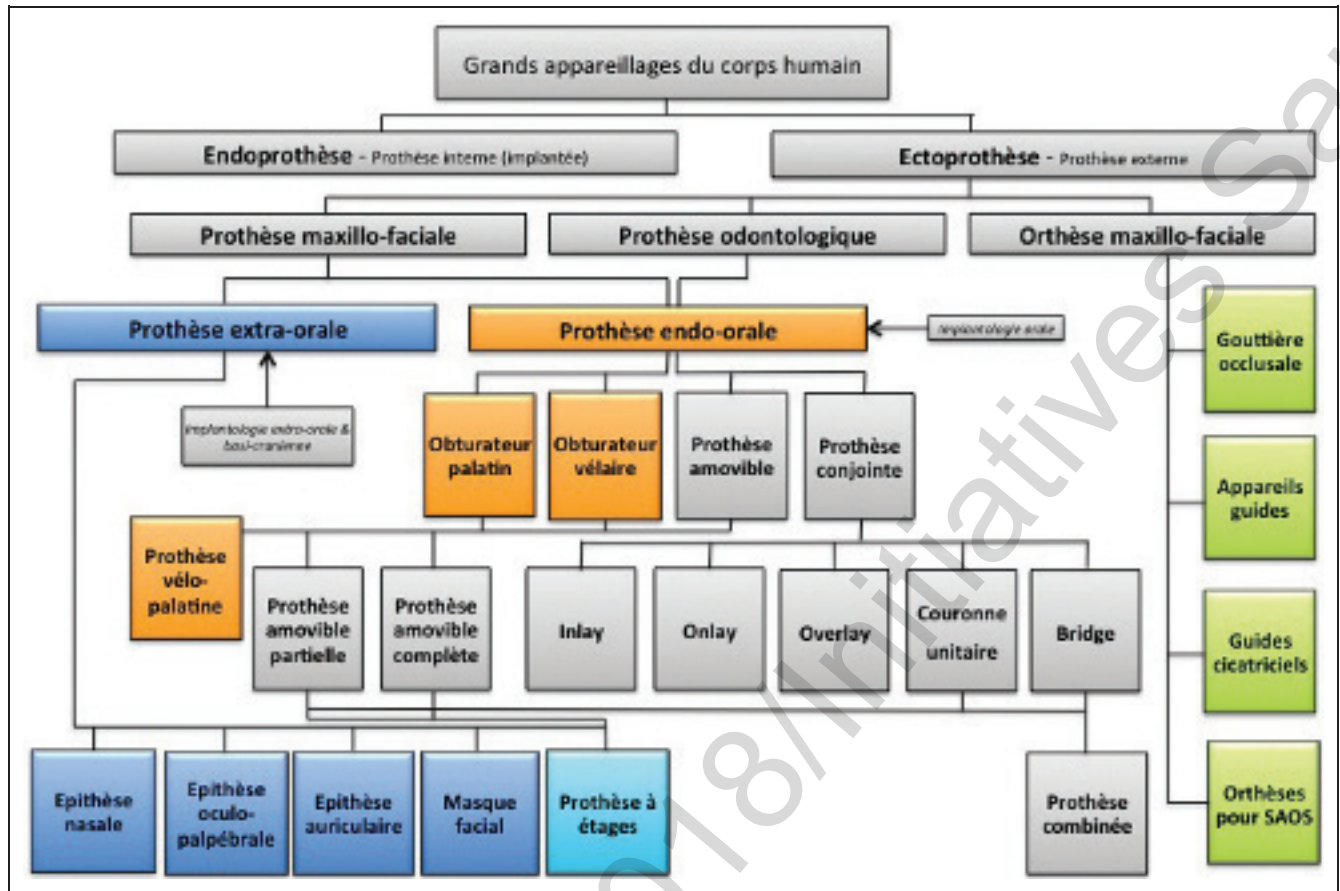 Grands appareillages du corps humain
Endoprothèse - Prothèse interne (implantée)
Ectoprothèse - Prothèse externe
Prothèse maxillo-faciale
Prothèse odontologique
Orthèse maxillo-faciale
Prothèse extra-orale
Prothèse endo-orale
Implantologie orale
Implantologie extra-orale &
basi-cranienne
Obturateur
palatin
Obturateur
vélaire
Prothèse
amovible
Prothèse
conjointe
Prothèse
vélo-
palatine
Prothèse
amovible
partielle
Prothèse
amovible
complète
Inlay
Onlay
Overlay
Couronne
unitaire
Bridge
Epithèse
nasale
Epithèse
oculo-
palpébrale
Epithèse
auriculaire
Masque
facial
Prothèse à
étages
Prothèse
combinée
Gouttière
occlusale
Appareils
guides
Guides
cicatriciels
Orthèses
pour SAOS
18/Initiatives Sa